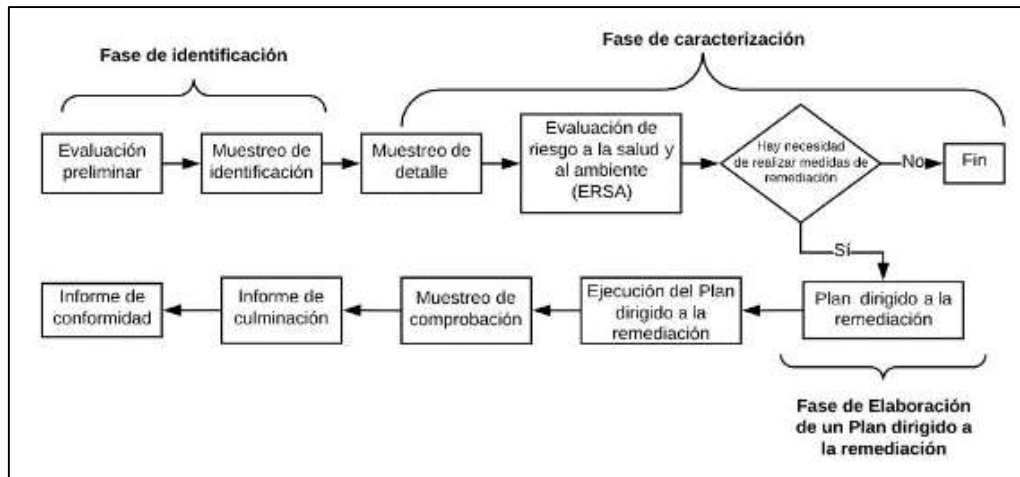 Fase de identificación
Fase de caracterización
Evaluación
preliminar
Muestreo de
identificación
Muestreo de
detalle
Evaluación de
riesgo a la salud y
al ambiente
(ERSA)
Hay necesidad
de realizar medidas de
remediación
No
Fin
Sí
Informe de
conformidad
Informe de
culminación
Muestreo de
comprobación
Ejecución del Plan
dirigido a la
remediación
Plan dirigido a la
remediación
Fase de Elaboración
de un Plan dirigido a
la remediación